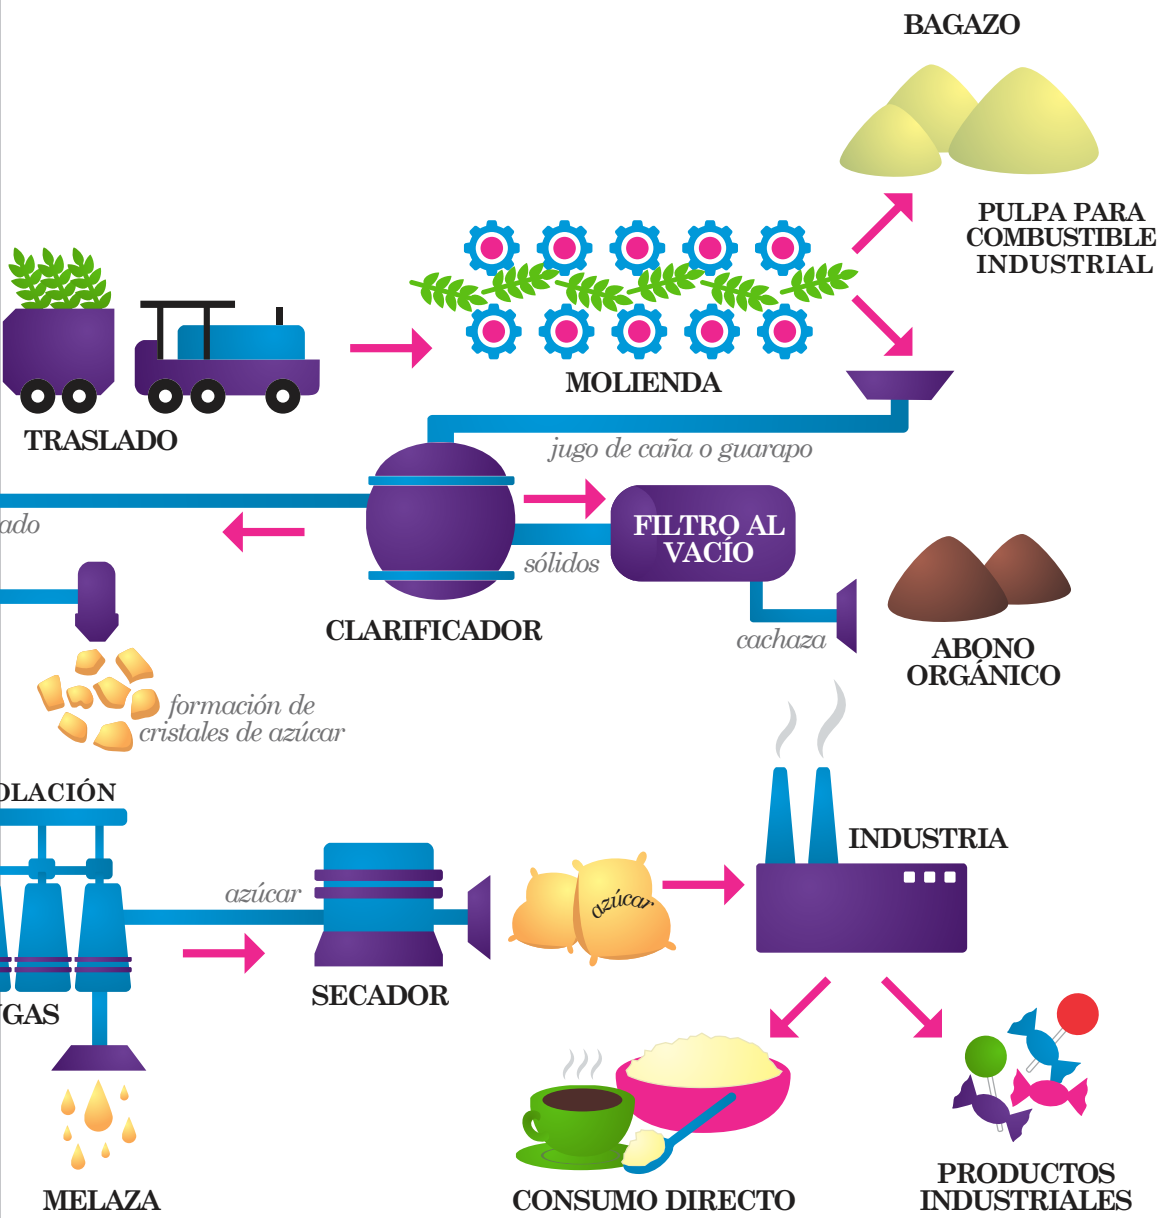 BAGAZO
PULPA PARA
COMBUSTIBLE
INDUSTRIAL
MOLIENDA
TRASLADO
jugo de caña o guarapo
ado
FILTRO AL
VACÍO
sólidos
CLARIFICADOR
cachaza
ABONO
ORGÁNICO
formación de
cristales de azúcar
OLACIÓN
INDUSTRIA
azúcar
azúcar
SECADOR
GAS
MELAZA
CONSUMO DIRECTO
PRODUCTOS
INDUSTRIALES